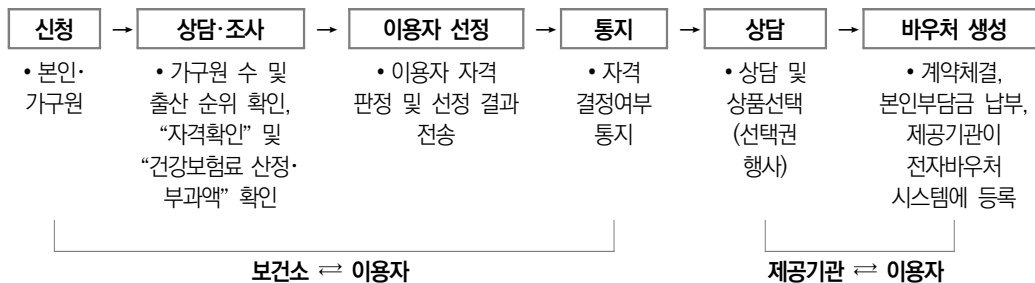 신청 → 상담·조사 → 이용자 선정 → 통지 → 상담 → 바우처 생성
• 본인·
가구원
• 가구원 수 및
출산 순위 확인,
“자격확인” 및
“건강보험료 산정·
부과액” 확인
• 이용자 자격
판정 및 선정 결과
전송
• 자격
결정여부
통지
• 상담 및
상품선택
(선택권
행사)
• 계약체결,
본인부담금 납부,
제공기관이
전자바우처
시스템에 등록
보건소 ⇄ 이용자
제공기관 ⇄ 이용자